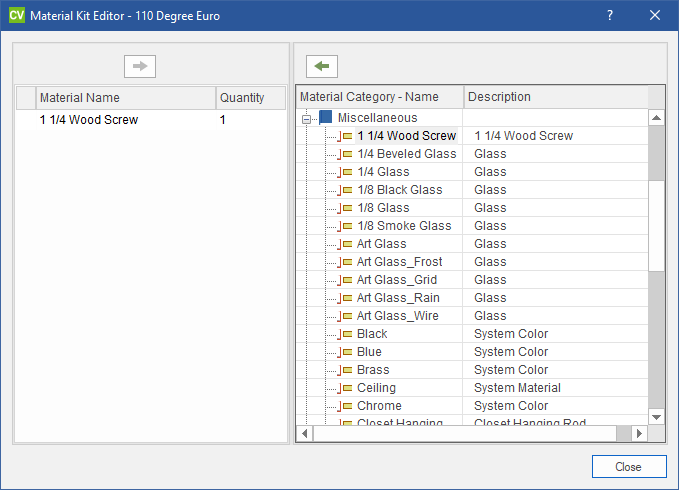 CV Material Kit Editor - 110 Degree Euro ?
Material Name Quantity
1 1/4 Wood Screw 1
Material Category - Name Description
Miscellaneous
1 1/4 Wood Screw 1 1/4 Wood Screw
1/4 Beveled Glass Glass
1/4 Glass Glass
1/8 Black Glass Glass
1/8 Glass Glass
1/8 Smoke Glass Glass
Art Glass Glass
Art Glass_Frost Glass
Art Glass_Grid Glass
Art Glass_Rain Glass
Art Glass_Wire Glass
Black System Color
Blue System Color
Brass System Color
Ceiling System Material
Chrome System Color
Closet Hanging Closet Hanging Rod
Close